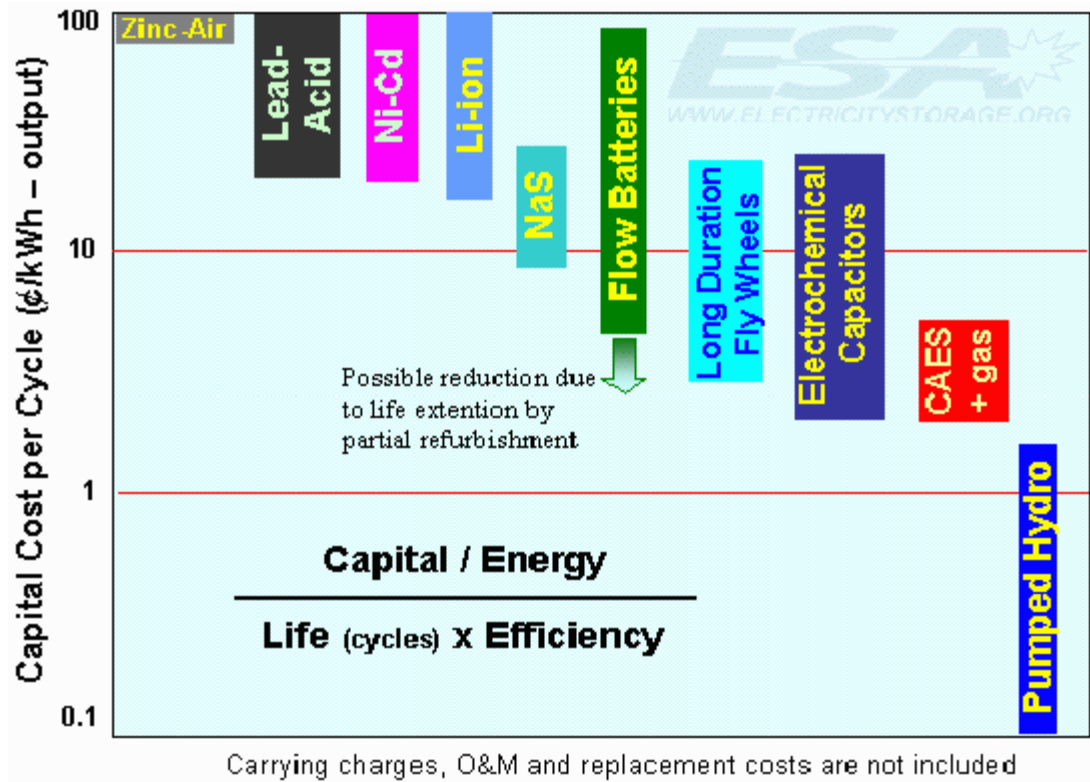 Capital Cost per Cycle (¢/kWh – output)
100
10
1
0.1
Zinc-Air
Lead-
Acid
Ni-Cd
Li-ion
NaS
Flow Batteries
Long Duration
Fly Wheels
Electrochemical
Capacitors
CAES
+ gas
Pumped Hydro
ESA
WWW.ELECTRICITYSTORAGE.ORG
Possible reduction due
to life extention by
partial refurbishment
Capital / Energy
Life (cycles) x Efficiency
Carrying charges, O&M and replacement costs are not included